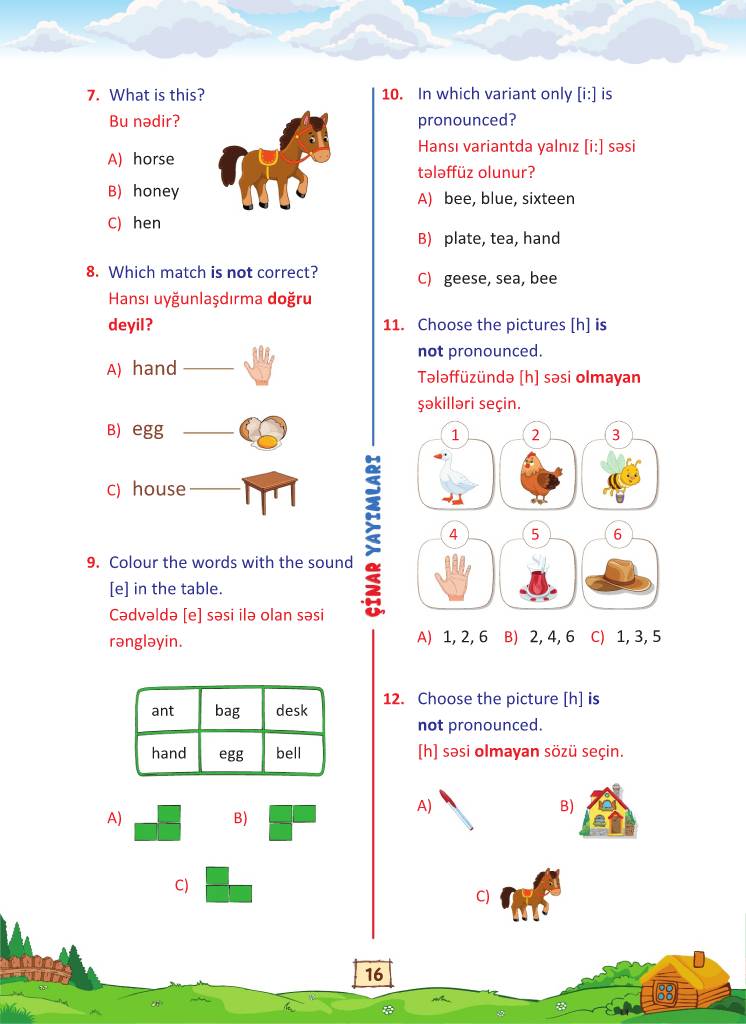 7. What is this?
Bu nədir?
A) horse
B) honey
C) hen
8. Which match is not correct?
Hansı uyğunlaşdırma doğru
deyil?
A) hand
B) egg
C) house
9. Colour the words with the sound
[e] in the table.
Cədvəldə [e] səsi ilə olan səsi
rəngləyin.
ant bag desk
hand egg bell
A) B)
C)
ÇİNAR YAYIMLARI
10. In which variant only [i:] is
pronounced?
Hansı variantda yalnız [i:] səsi
tələffüz olunur?
A) bee, blue, sixteen
B) plate, tea, hand
C) geese, sea, bee
11. Choose the pictures [h] is
not pronounced.
Tələffüzündə [h] səsi olmayan
şəkilləri seçin.
1 2 3
4 5 6
A) 1, 2, 6 B) 2, 4, 6 C) 1, 3, 5
12. Choose the picture [h] is
not pronounced.
[h] səsi olmayan sözü seçin.
A) B)
C)
16